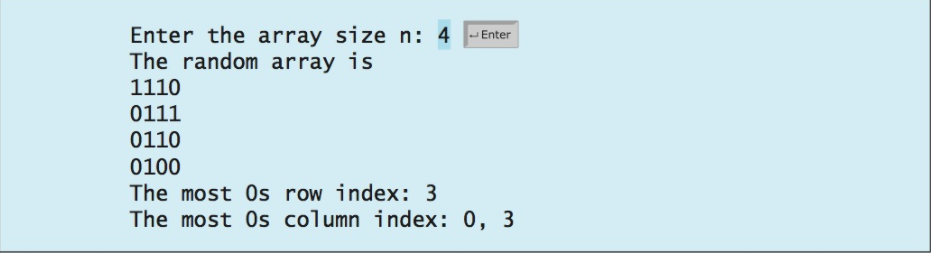 Enter the array size n: 4 ↵Enter
The random array is
1110
0111
0110
0100
The most 0s row index: 3
The most 0s column index: 0, 3